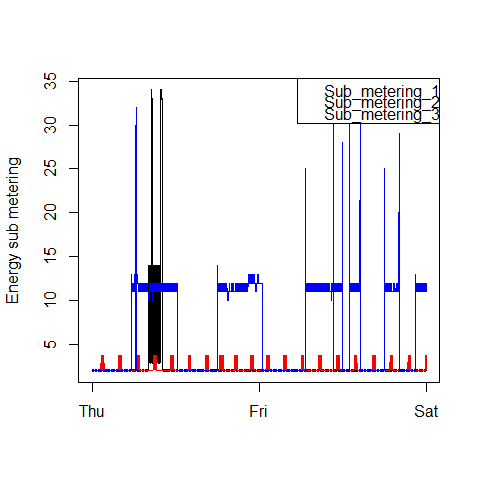 35
30
25
20
15
10
5
Energy sub metering
Sub_metering_1
Sub_metering_2
Sub_metering_3
Thu Fri Sat